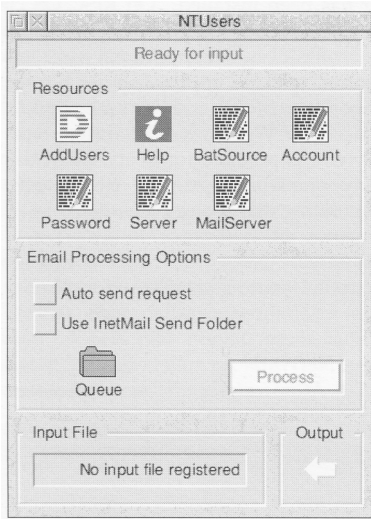 NTUsers
Ready for input
Resources
AddUsers Help BatSource Account
Password Server MailServer
Email Processing Options
Auto send request
Use InetMail Send Folder
Queue
Process
Input File
Output
No input file registered